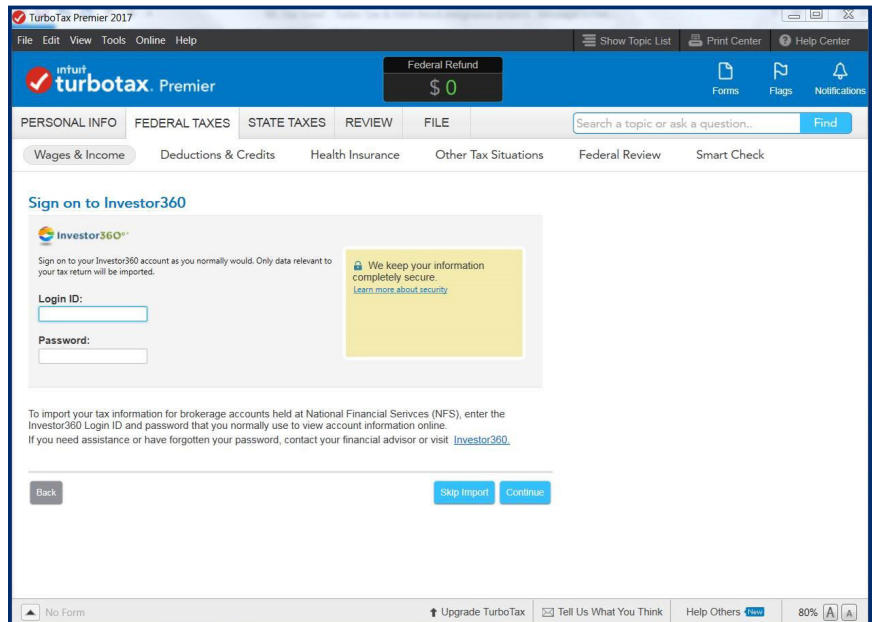 TurboTax Premier 2017
File Edit View Tools Online Help
Show Topic List Print Center Help Center
intuit
turbotax. Premier
Federal Refund
$ 0
Forms Flags Notifications
PERSONAL INFO FEDERAL TAXES STATE TAXES REVIEW FILE
Search a topic or ask a question.. Find
Wages & Income Deductions & Credits Health Insurance Other Tax Situations Federal Review Smart Check
Sign on to Investor360
Investor360°
Sign on to your Investor360 account as you normally would. Only data relevant to
your tax return will be imported.
Login ID:
Password:
We keep your information
completely secure.
Learn more about security
To import your tax information for brokerage accounts held at National Financial Serivces (NFS), enter the
Investor360 Login ID and password that you normally use to view account information online.
If you need assistance or have forgotten your password, contact your financial advisor or visit Investor360.
Back Skip Import Continue
No Form Upgrade TurboTax Tell Us What You Think Help Others New 80% A A